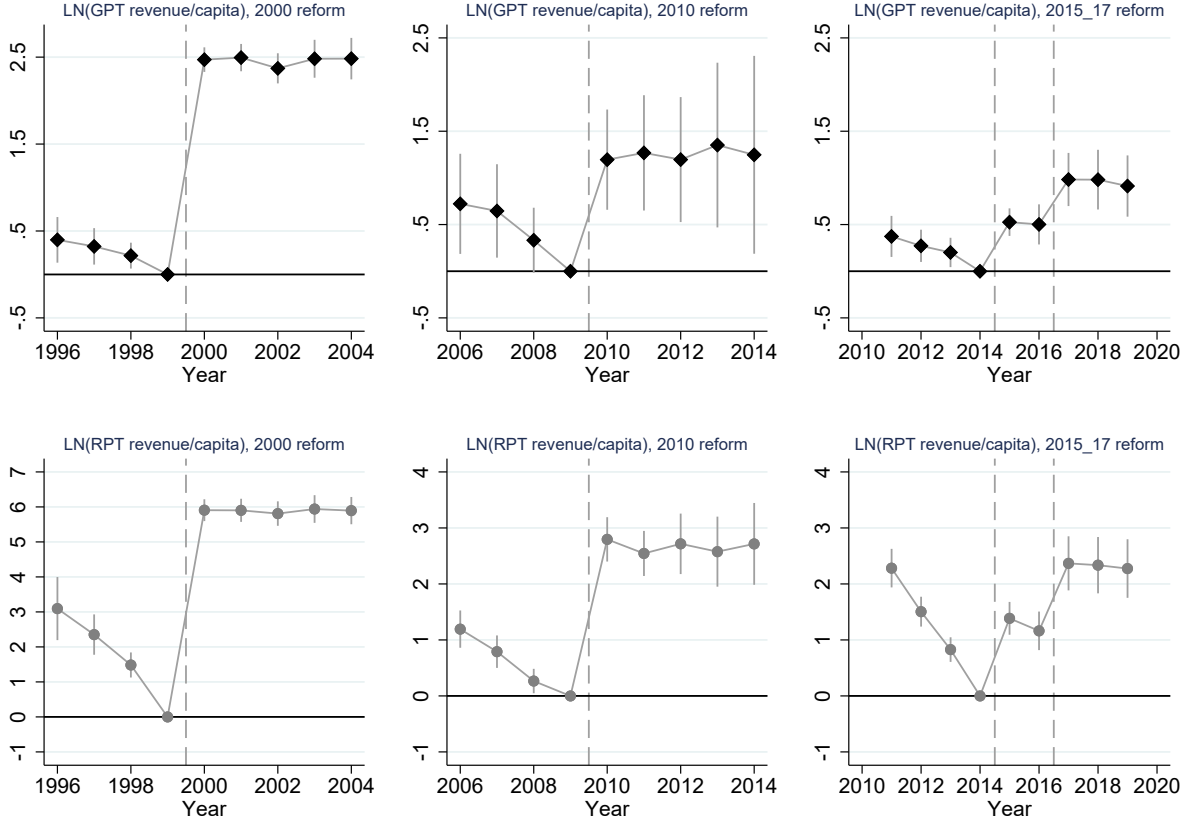 LN(GPT revenue/capita), 2000 reform
2.5
1.5
.5
-.5
1996 1998 2000 2002 2004
Year
LN(GPT revenue/capita), 2010 reform
2.5
1.5
.5
-.5
2006 2008 2010 2012 2014
Year
LN(GPT revenue/capita), 2015_17 reform
2.5
1.5
.5
-.5
2010 2012 2014 2016 2018 2020
Year
LN(RPT revenue/capita), 2000 reform
7
6
5
4
3
2
1
0
-1
1996 1998 2000 2002 2004
Year
LN(RPT revenue/capita), 2010 reform
4
3
2
1
0
-1
2006 2008 2010 2012 2014
Year
LN(RPT revenue/capita), 2015_17 reform
4
3
2
1
0
-1
2010 2012 2014 2016 2018 2020
Year